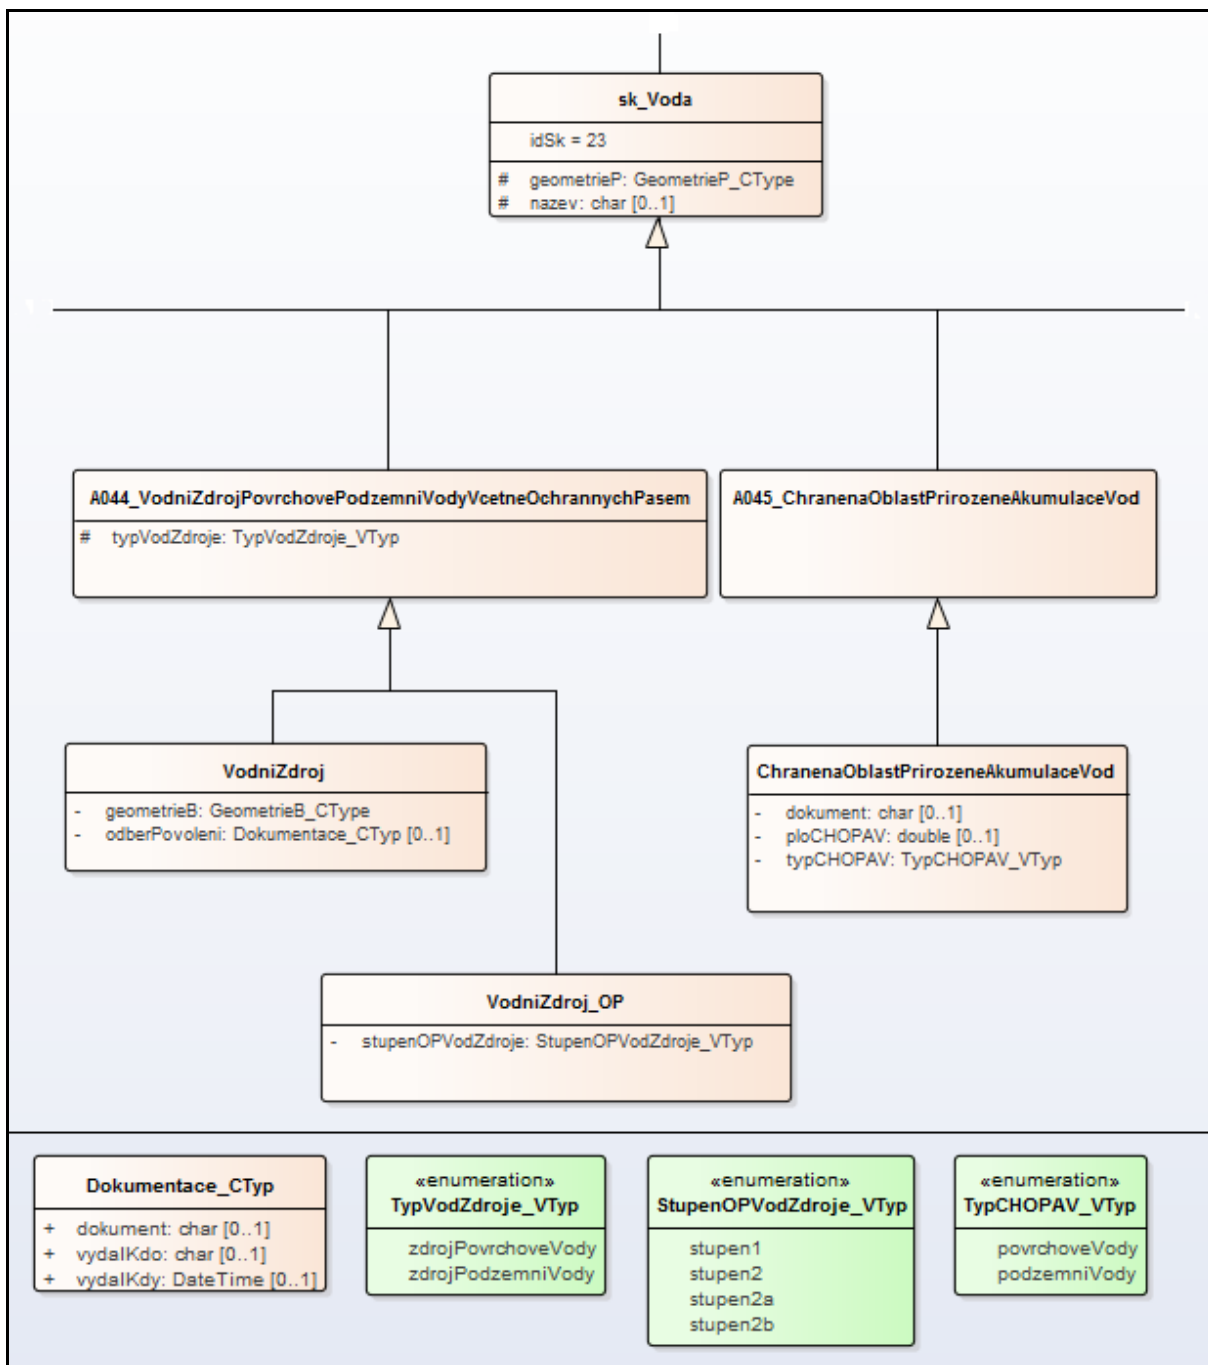 sk_Voda
idSk = 23
# geometrieP: GeometrieP_CType
# nazev: char [0..1]
A044_VodniZdrojPovrchovePodzemniVodyVcetneOchrannychPasem
# typVodZdroje: TypVodZdroje_VTyp
A045_ChranenaOblastPrirozeneAkumulaceVod
VodniZdroj
- geometrieB: GeometrieB_CType
- odberPovoleni: Dokumentace_CTyp [0..1]
ChranenaOblastPrirozeneAkumulaceVod
- dokument: char [0..1]
- ploCHOPAV: double [0..1]
- typCHOPAV: TypCHOPAV_VTyp
VodniZdroj_OP
- stupenOPVodZdroje: StupenOPVodZdroje_VTyp
Dokumentace_CTyp
+ dokument: char [0..1]
+ vydalKdo: char [0..1]
+ vydalKdy: DateTime [0..1]
«enumeration»
TypVodZdroje_VTyp
zdrojPovrchoveVody
zdrojPodzemniVody
«enumeration»
StupenOPVodZdroje_VTyp
stupen1
stupen2
stupen2a
stupen2b
«enumeration»
TypCHOPAV_VTyp
povrchoveVody
podzemniVody